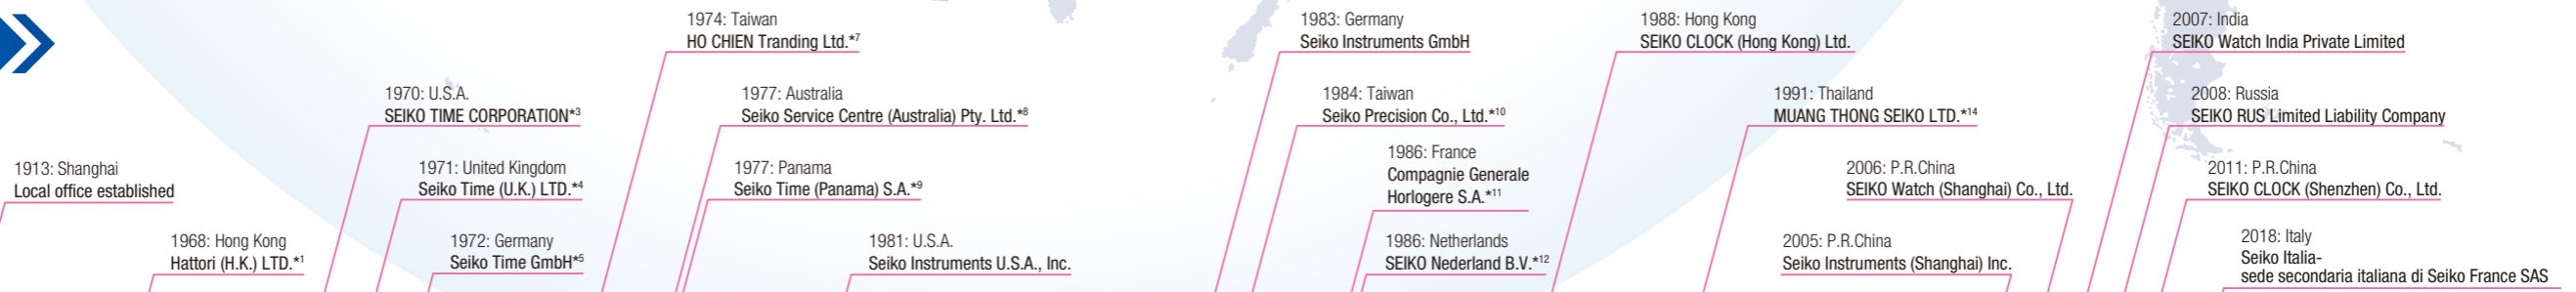 1913: Shanghai
Local office established
1968: Hong Kong
Hattori (H.K.) LTD.*1
1970: U.S.A.
SEIKO TIME CORPORATION*3
1971: United Kingdom
Seiko Time (U.K.) LTD.*4
1972: Germany
Seiko Time GmbH*5
1974: Taiwan
HO CHIEN Tranding Ltd.*7
1977: Australia
Seiko Service Centre (Australia) Pty. Ltd.*8
1977: Panama
Seiko Time (Panama) S.A.*9
1981: U.S.A.
Seiko Instruments U.S.A., Inc.
1983: Germany
Seiko Instruments GmbH
1984: Taiwan
Seiko Precision Co., Ltd.*10
1986: France
Compagnie Generale
Horlogere S.A.*11
1986: Netherlands
SEIKO Nederland B.V.*12
1988: Hong Kong
SEIKO CLOCK (Hong Kong) Ltd.
1991: Thailand
MUANG THONG SEIKO LTD.*14
2005: P.R.China
Seiko Instruments (Shanghai) Inc.
2006: P.R.China
SEIKO Watch (Shanghai) Co., Ltd.
2007: India
SEIKO Watch India Private Limited
2008: Russia
SEIKO RUS Limited Liability Company
2011: P.R.China
SEIKO CLOCK (Shenzhen) Co., Ltd.
2018: Italy
Seiko Italia-
sede secondaria italiana di Seiko France SAS